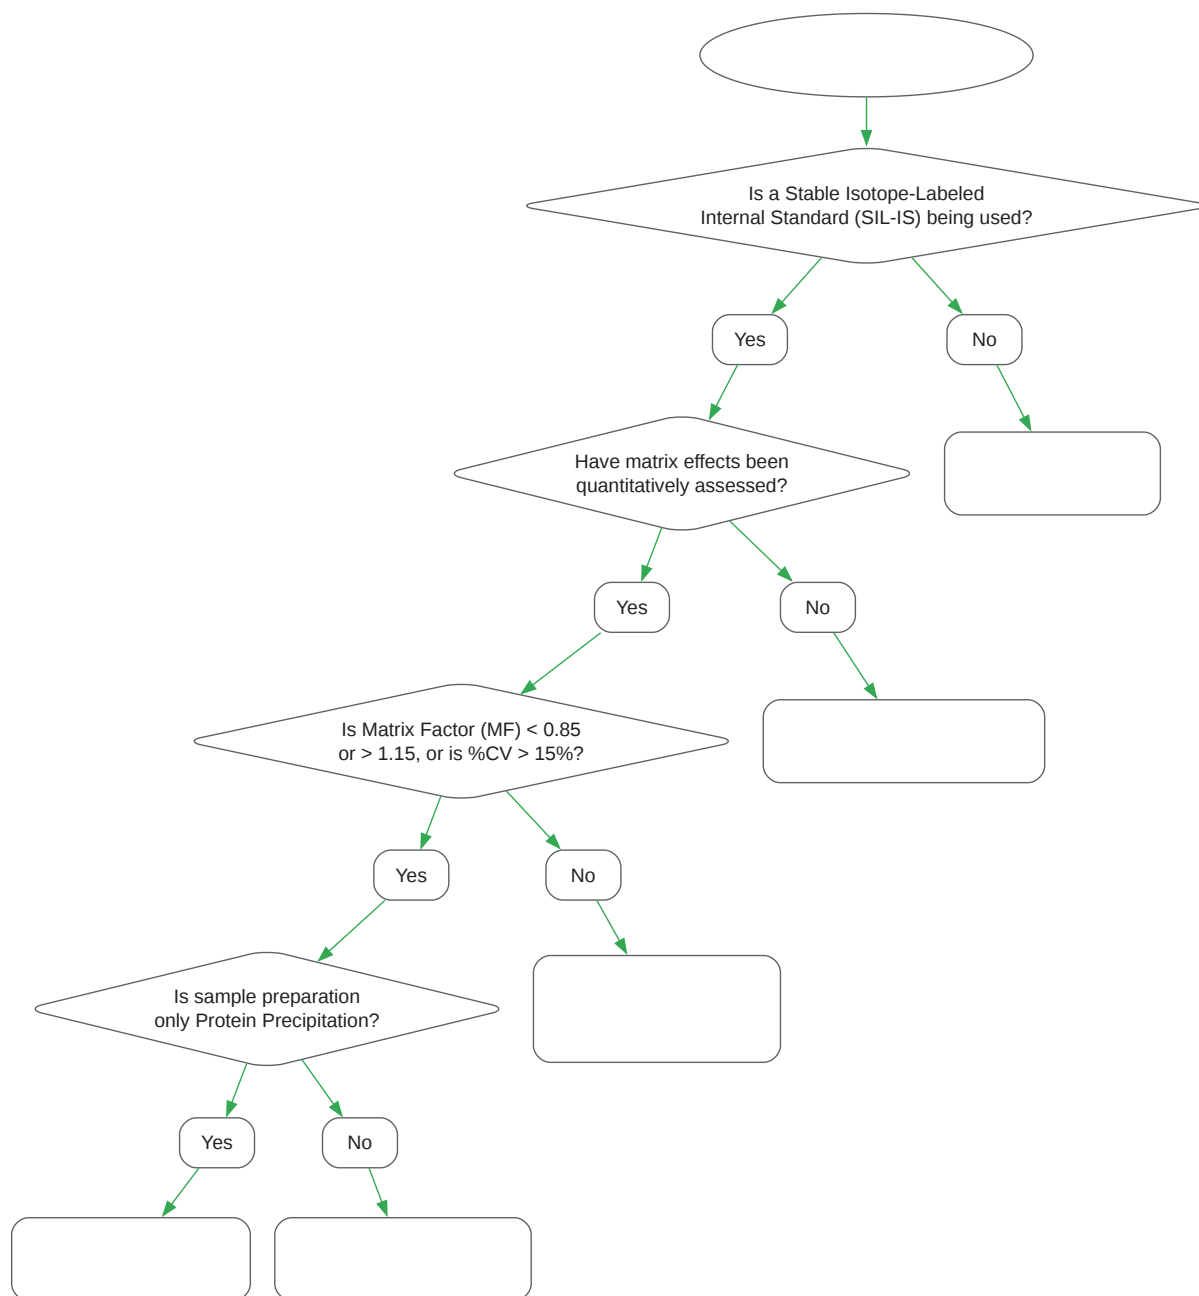 Is a Stable Isotope-Labeled
Internal Standard (SIL-IS) being used?
Yes
No
Have matrix effects been
quantitatively assessed?
Yes
No
Is Matrix Factor (MF) < 0.85
or > 1.15, or is %CV > 15%?
Yes
No
Is sample preparation
only Protein Precipitation?
Yes
No